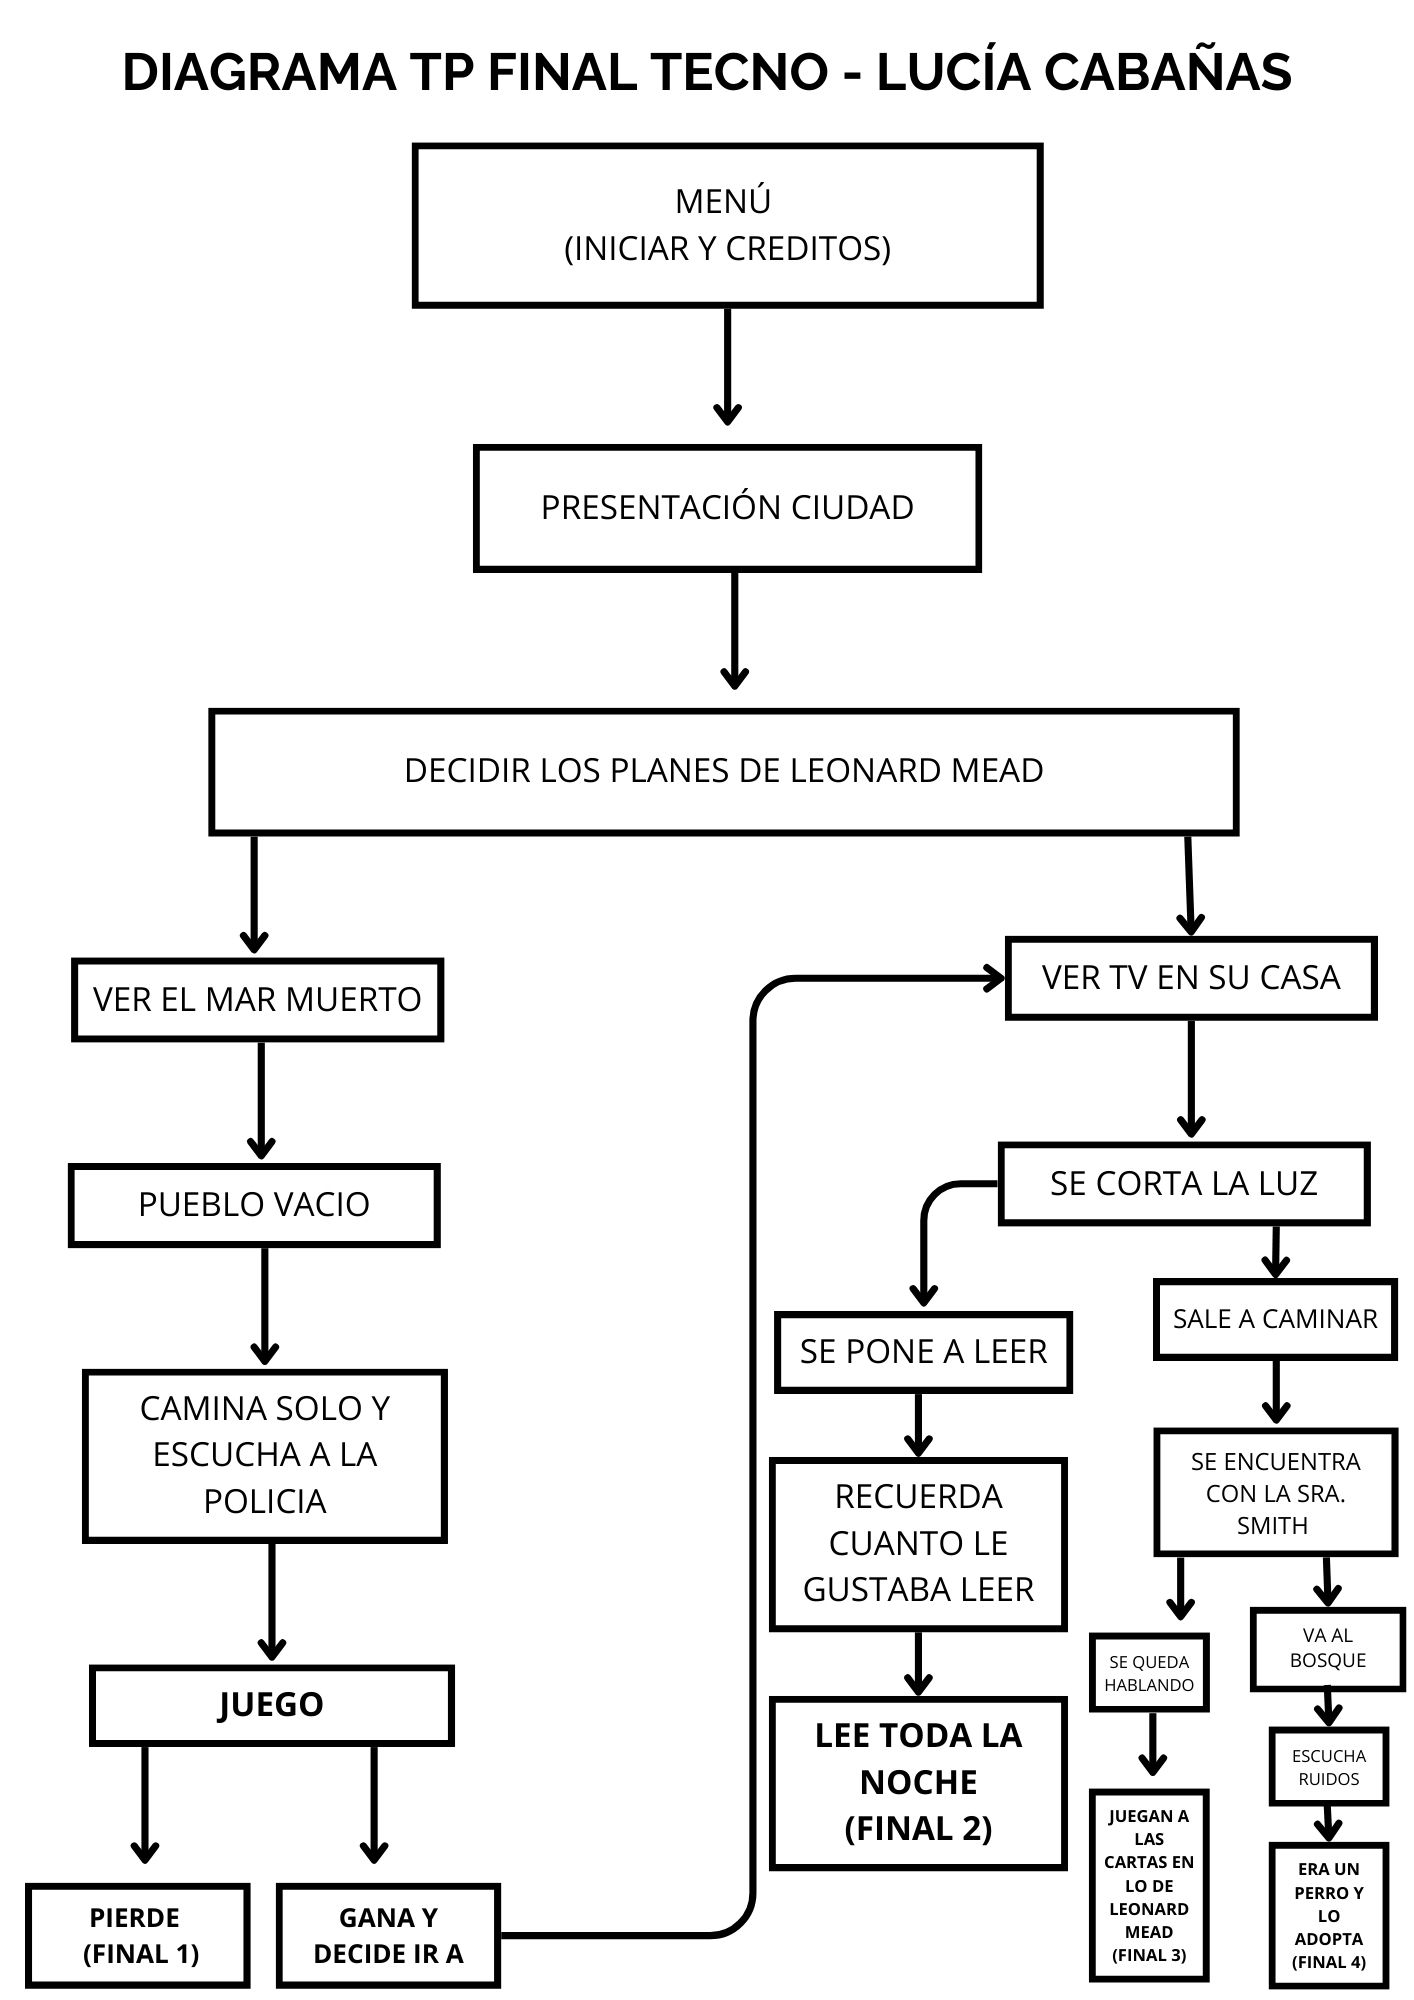 DIAGRAMA TP FINAL TECNO - LUCÍA CABAÑAS
MENÚ
(INICIAR Y CREDITOS)
PRESENTACIÓN CIUDAD
DECIDIR LOS PLANES DE LEONARD MEAD
VER EL MAR MUERTO
PUEBLO VACIO
CAMINA SOLO Y
ESCUCHA A LA
POLICIA
JUEGO
PIERDE
(FINAL 1)
GANA Y
DECIDE IR A
VER TV EN SU CASA
SE CORTA LA LUZ
SE PONE A LEER
RECUERDA
CUANTO LE
GUSTABA LEER
LEE TODA LA
NOCHE
(FINAL 2)
SALE A CAMINAR
SE ENCUENTRA
CON LA SRA.
SMITH
SE QUEDA
HABLANDO
JUEGAN A
LAS
CARTAS EN
LO DE
LEONARD
MEAD
(FINAL 3)
VA AL
BOSQUE
ESCUCHA
RUIDOS
ERA UN
PERRO Y
LO
ADOPTA
(FINAL 4)